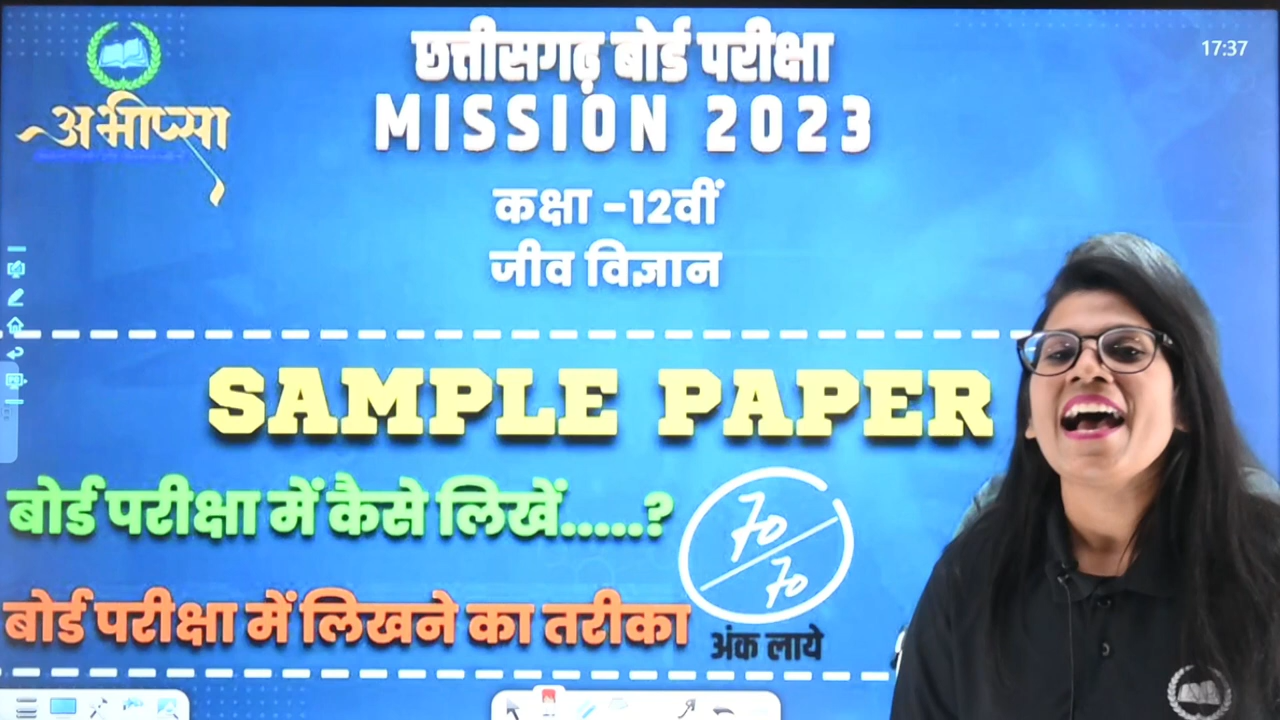 छत्तीसगढ़ बोर्ड परीक्षा
17:37
अभीप्सा
MISSION 2023
कक्षा -12वीं
जीव विज्ञान
SAMPLE PAPER
बोर्ड परीक्षा में कैसे लिखें.....?
70
70
बोर्ड परीक्षा में लिखने का तरीका
अंक लाये